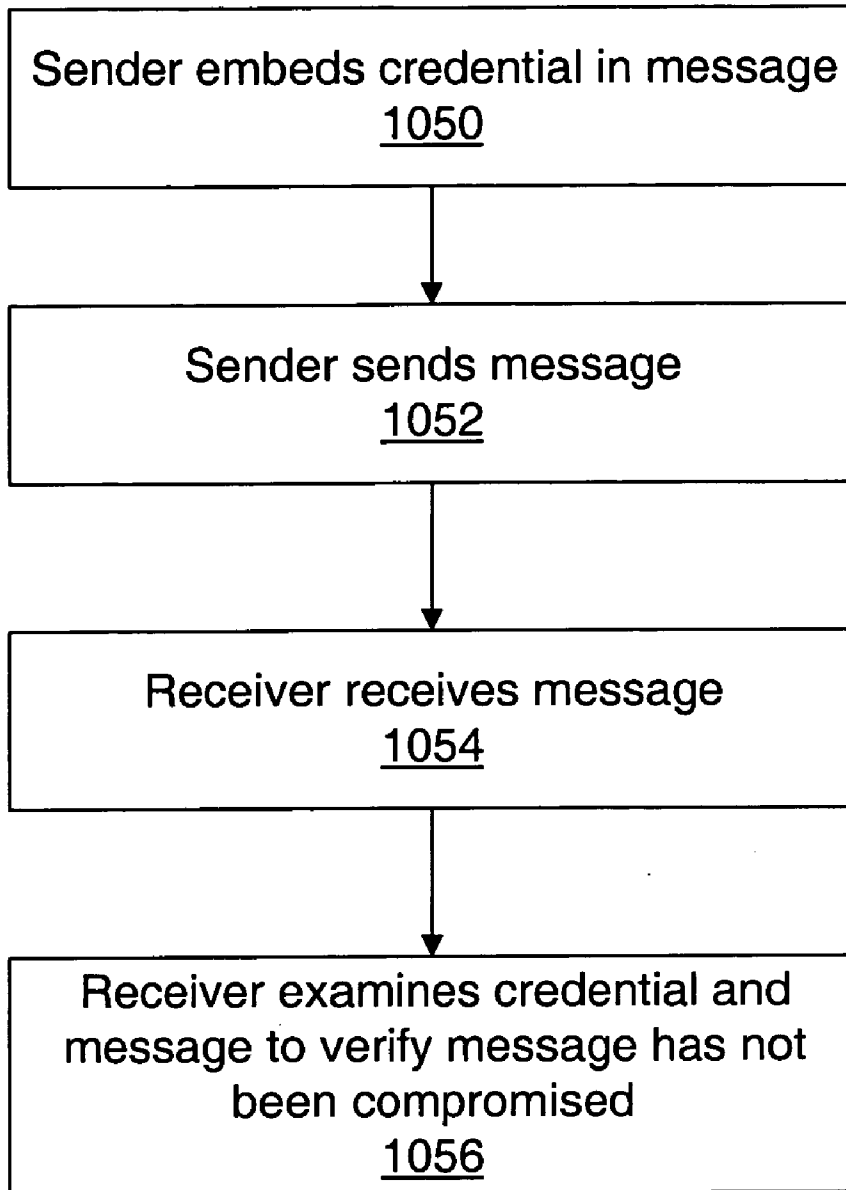 Sender embeds credential in message
1050
Sender sends message
1052
Receiver receives message
1054
Receiver examines credential and
message to verify message has not
been compromised
1056